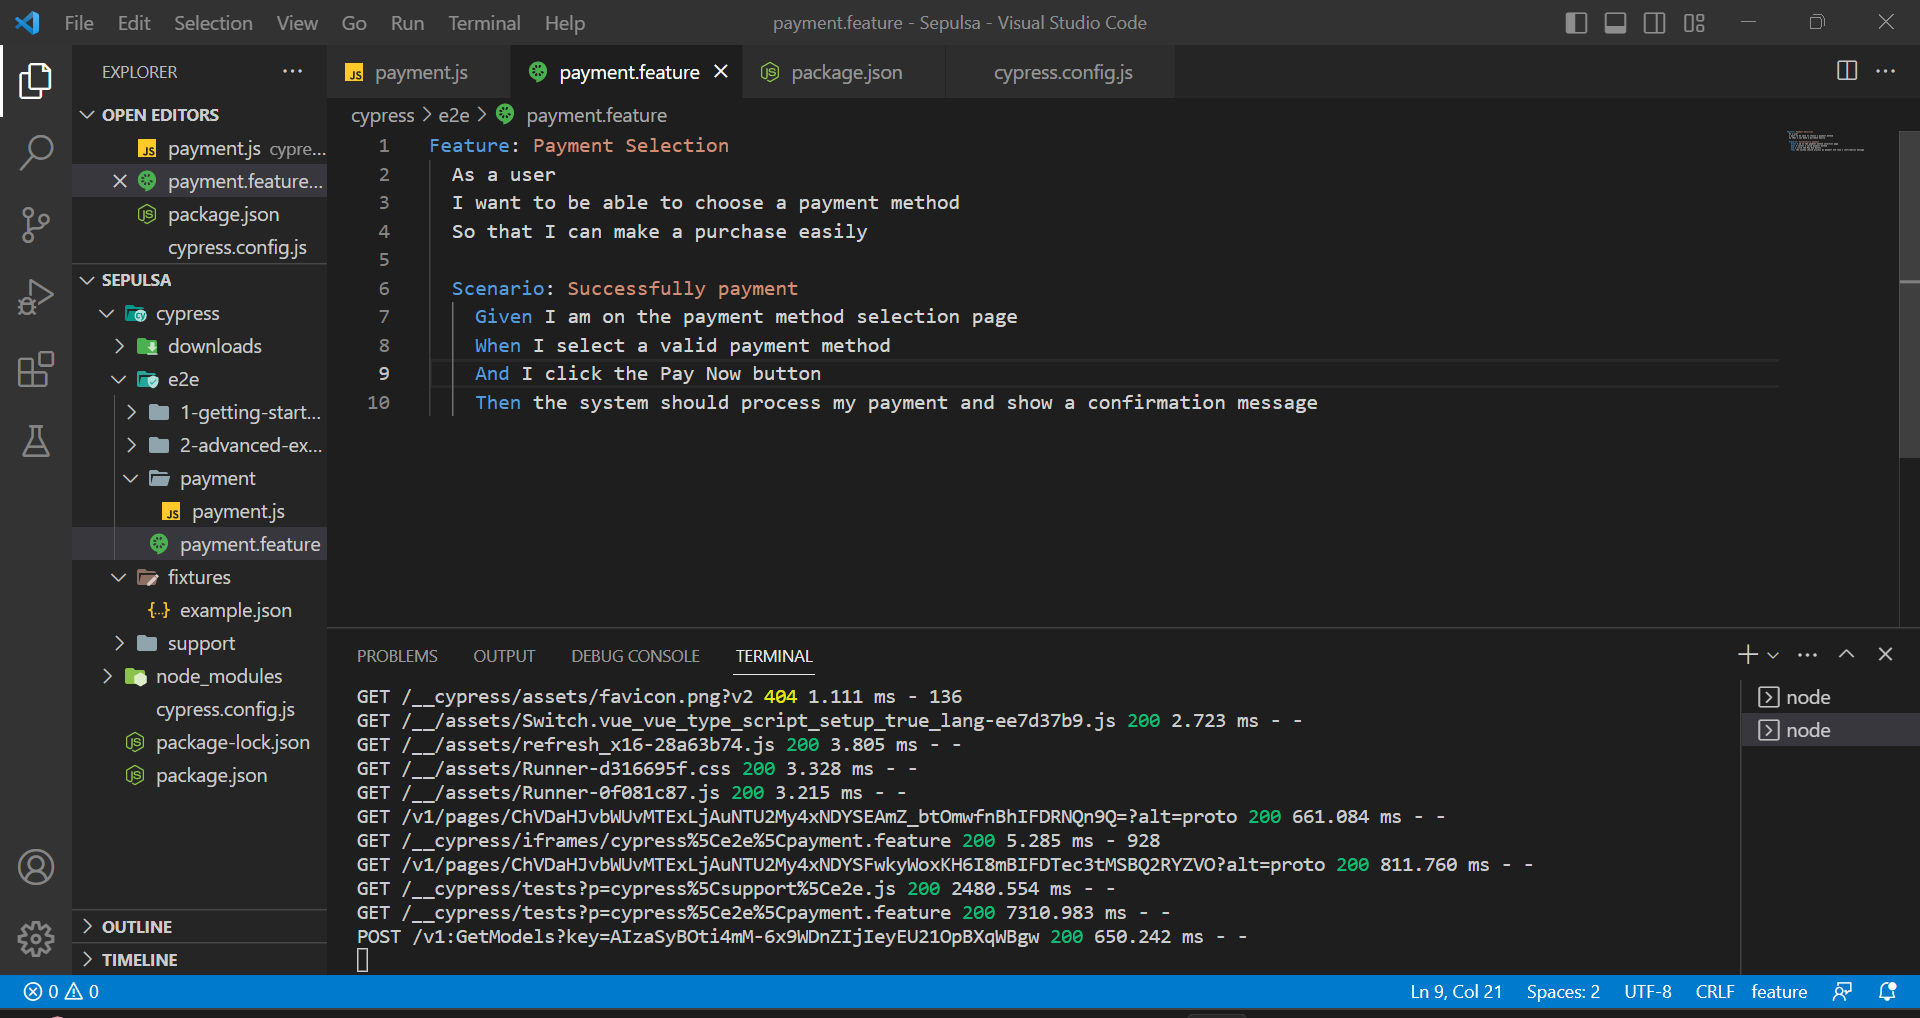 File Edit Selection View Go Run Terminal Help
payment.feature - Sepulsa - Visual Studio Code
EXPLORER
OPEN EDITORS
payment.js cypre...
payment.feature...
package.json
cypress.config.js
SEPULSA
cypress
downloads
e2e
1-getting-start...
2-advanced-ex...
payment
payment.js
payment.feature
fixtures
example.json
support
node_modules
cypress.config.js
package-lock.json
package.json
OUTLINE
TIMELINE
payment.js payment.feature package.json cypress.config.js
cypress > e2e > payment.feature
1 Feature: Payment Selection
2 As a user
3 I want to be able to choose a payment method
4 So that I can make a purchase easily
5
6 Scenario: Successfully payment
7 Given I am on the payment method selection page
8 When I select a valid payment method
9 And I click the Pay Now button
10 Then the system should process my payment and show a confirmation message
PROBLEMS OUTPUT DEBUG CONSOLE TERMINAL
GET /__cypress/assets/favicon.png?v2 404 1.111 ms - 136
GET /__/assets/Switch.vue_vue_type_script_setup_true_lang-ee7d37b9.js 200 2.723 ms - -
GET /__/assets/refresh_x16-28a63b74.js 200 3.805 ms - -
GET /__/assets/Runner-d316695f.css 200 3.328 ms - -
GET /__/assets/Runner-0f081c87.js 200 3.215 ms - -
GET /v1/pages/ChVDaHJvbWUvMTExLjAuNTU2My4xNDYSEAmZ_btOmwfnBhIFDRNQn9Q=?alt=proto 200 661.084 ms - -
GET /__cypress/iframes/cypress%5Ce2e%5Cpayment.feature 200 5.285 ms - 928
GET /v1/pages/ChVDaHJvbWUvMTExLjAuNTU2My4xNDYSFwkyWoxKH6I8mBIFDTec3tMSBQ2RYZVO?alt=proto 200 811.760 ms - -
GET /__cypress/tests?p=cypress%5Csupport%5Ce2e.js 200 2480.554 ms - -
GET /__cypress/tests?p=cypress%5Ce2e%5Cpayment.feature 200 7310.983 ms - -
POST /v1:GetModels?key=AIzaSyBOti4mM-6x9WDnZIjIeyEU21OpBXqWBgw 200 650.242 ms - -
node
node
0 0
Ln 9, Col 21 Spaces: 2 UTF-8 CRLF feature